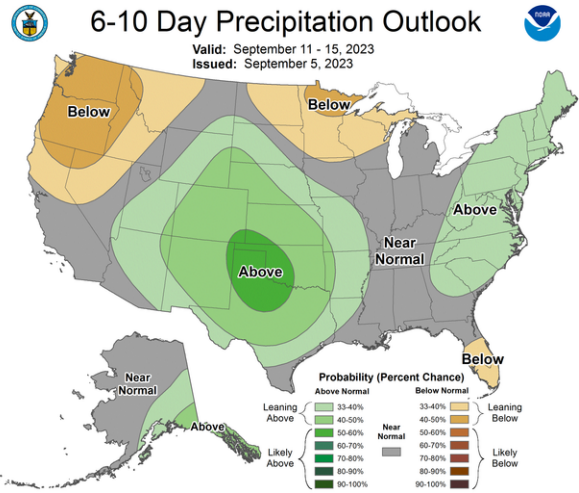 6-10 Day Precipitation Outlook
Valid: September 11 - 15, 2023
Issued: September 5, 2023
NOAA
Below
Below
Above
Near
Normal
Above
Below
Near
Normal
Above
Probability (Percent Chance)
Above Normal
Below Normal
Leaning
Above
33-40%
40-50%
Likely
Above
50-60%
60-70%
70-80%
80-90%
90-100%
Near
Normal
33-40%
40-50%
Leaning
Below
50-60%
60-70%
70-80%
80-90%
90-100%
Likely
Below